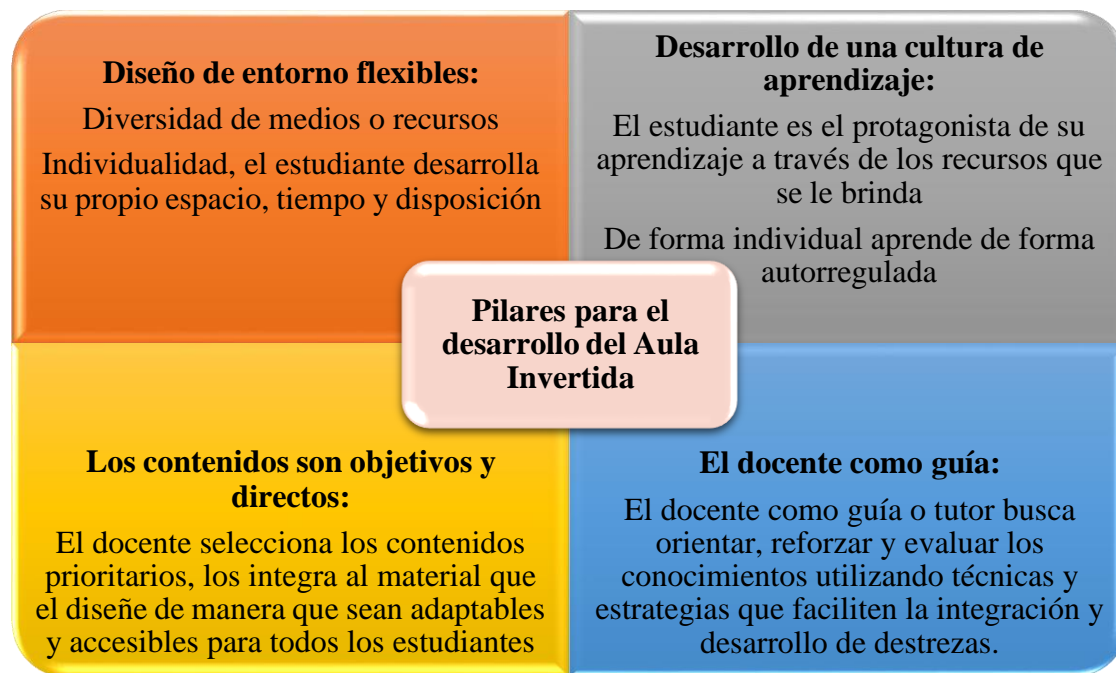 Diseño de entorno flexibles:
Diversidad de medios o recursos
Individualidad, el estudiante desarrolla
su propio espacio, tiempo y disposición
Desarrollo de una cultura de
aprendizaje:
El estudiante es el protagonista de su
aprendizaje a través de los recursos que
se le brinda
De forma individual aprende de forma
autorregulada
Pilares para el
desarrollo del Aula
Invertida
Los contenidos son objetivos y
directos:
El docente selecciona los contenidos
prioritarios, los integra al material que
el diseñe de manera que sean adaptables
y accesibles para todos los estudiantes
El docente como guía:
El docente como guía o tutor busca
orientar, reforzar y evaluar los
conocimientos utilizando técnicas y
estrategias que faciliten la integración y
desarrollo de destrezas.